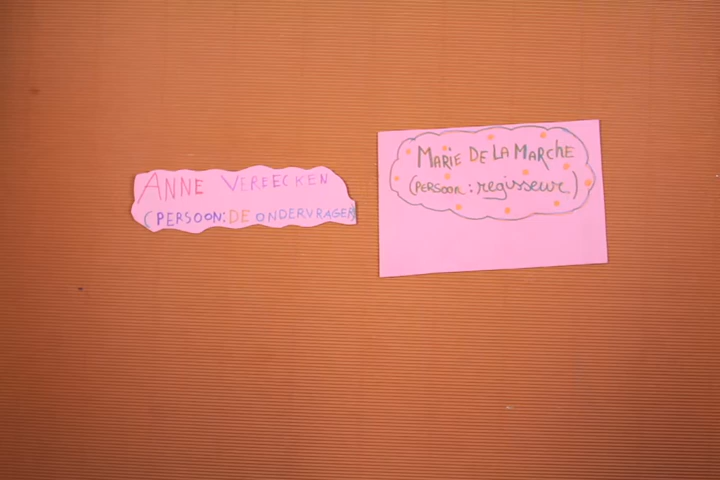 ANNE VEREECKEN
(PERSOON: DE ONDERVRAGER)
MARIE DE LA MARCHE
(PERSOON: regisseur)